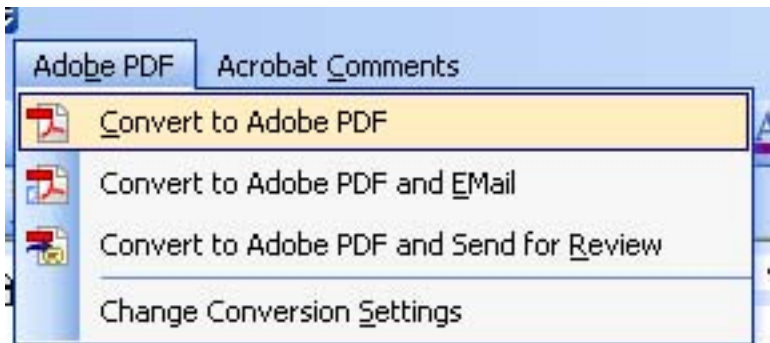 Adobe PDF Acrobat Comments
Convert to Adobe PDF
Convert to Adobe PDF and EMail
Convert to Adobe PDF and Send for Review
Change Conversion Settings